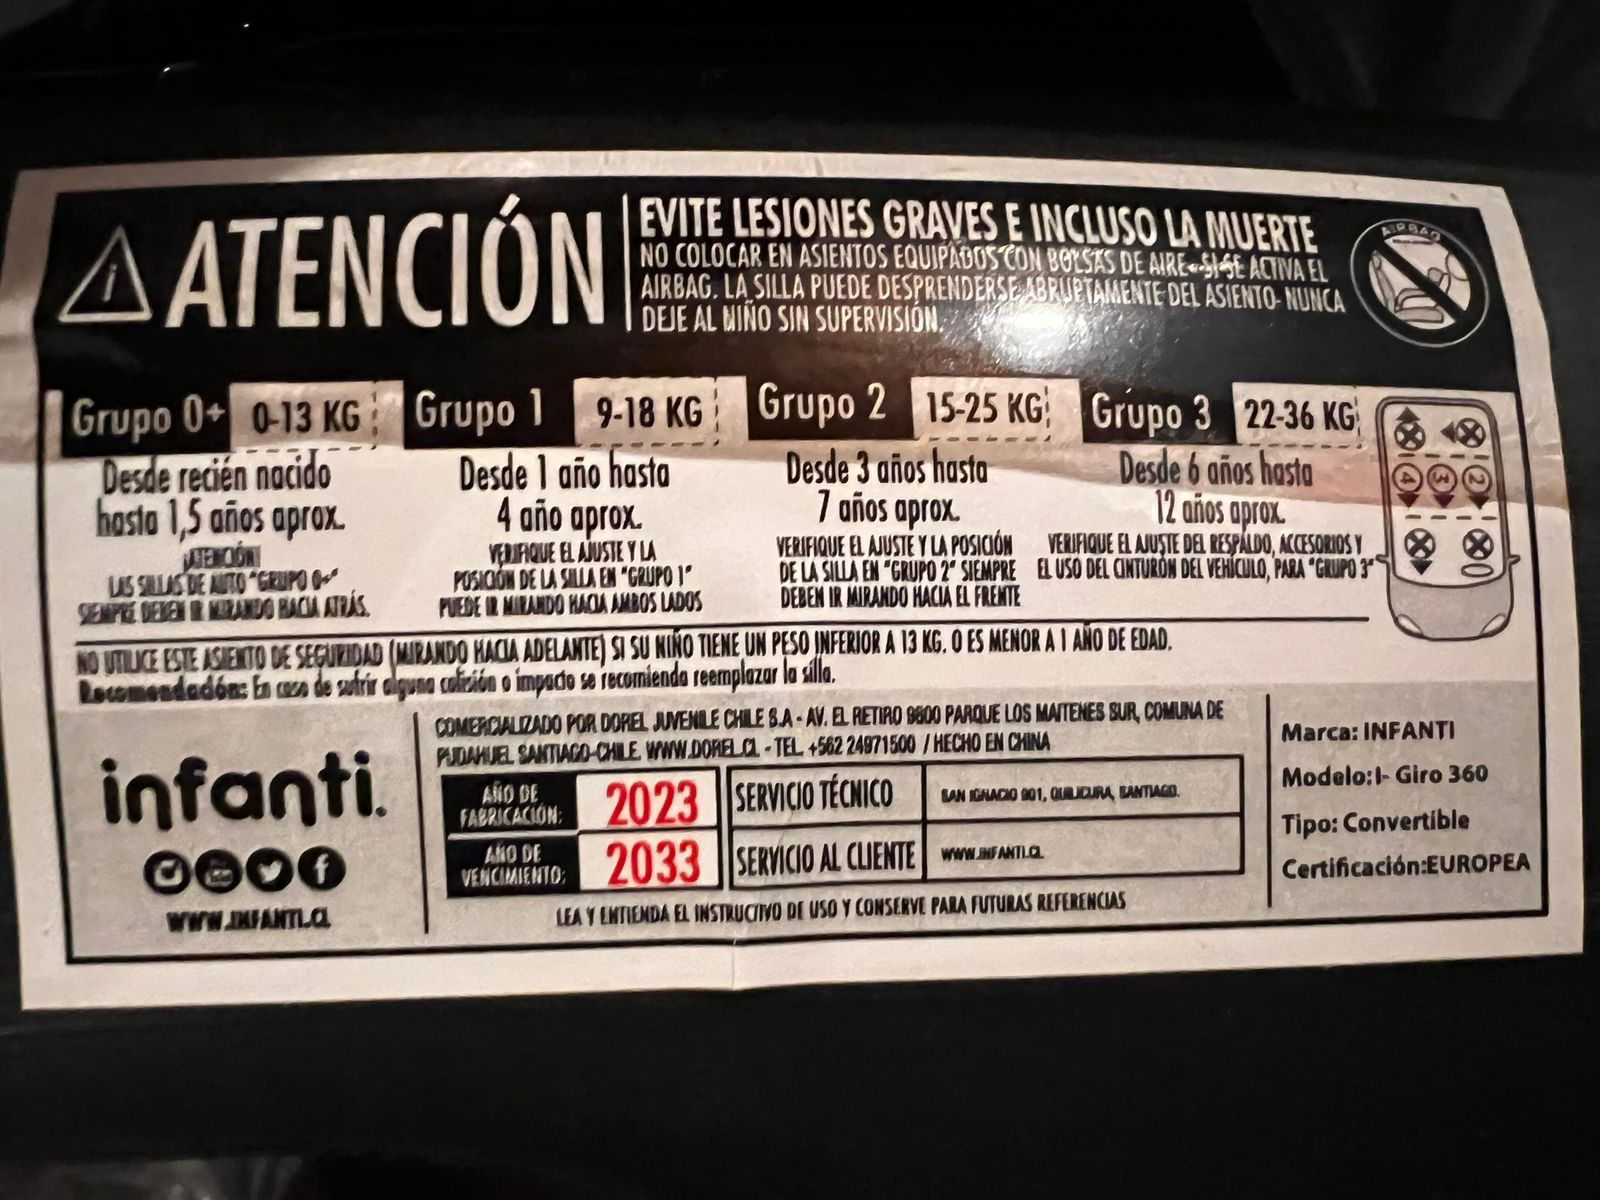 ATENCIÓN
EVITE LESIONES GRAVES E INCLUSO LA MUERTE
NO COLOCAR EN ASIENTOS EQUIPADOS CON BOLSAS DE AIRE - SI SE ACTIVA EL
AIRBAG. LA SILLA PUEDE DESPRENDERSE ABRUPTAMENTE DEL ASIENTO- NUNCA
DEJE AL NIÑO SIN SUPERVISIÓN.
AIRBAG
Grupo 0+ 0-13 KG
Desde recién nacido
hasta 1,5 años aprox.
¡ATENCIÓN!
LAS SILLAS DE AUTO "GRUPO 0+"
SIEMPRE DEBEN IR MIRANDO HACIA ATRÁS.
Grupo 1 9-18 KG
Desde 1 año hasta
4 año aprox.
VERIFIQUE EL AJUSTE Y LA
POSICIÓN DE LA SILLA EN "GRUPO 1"
PUEDE IR MIRANDO HACIA AMBOS LADOS
Grupo 2 15-25 KG
Desde 3 años hasta
7 años aprox.
VERIFIQUE EL AJUSTE Y LA POSICIÓN
DE LA SILLA EN "GRUPO 2" SIEMPRE
DEBEN IR MIRANDO HACIA EL FRENTE
Grupo 3 22-36 KG
Desde 6 años hasta
12 años aprox.
VERIFIQUE EL AJUSTE DEL RESPALDO, ACCESORIOS Y
EL USO DEL CINTURÓN DEL VEHÍCULO, PARA "GRUPO 3"
4 3 2
NO UTILICE ESTE ASIENTO DE SEGURIDAD (MIRANDO HACIA ADELANTE) SI SU NIÑO TIENE UN PESO INFERIOR A 13 KG. O ES MENOR A 1 AÑO DE EDAD.
Recomendación: En caso de sufrir alguna colisión o impacto se recomienda reemplazar la silla.
infanti.
WWW.INFANTI.CL
COMERCIALIZADO POR DOREL JUVENILE CHILE S.A - AV. EL RETIRO 9800 PARQUE LOS MAITENES SUR, COMUNA DE
PUDAHUEL SANTIAGO-CHILE. WWW.DOREL.CL - TEL. +562 24971500 / HECHO EN CHINA
AÑO DE
FABRICACIÓN: 2023
AÑO DE
VENCIMIENTO: 2033
SERVICIO TÉCNICO SAN IGNACIO 901, QUILICURA, SANTIAGO.
SERVICIO AL CLIENTE WWW.INFANTI.CL
LEA Y ENTIENDA EL INSTRUCTIVO DE USO Y CONSERVE PARA FUTURAS REFERENCIAS
Marca: INFANTI
Modelo:I- Giro 360
Tipo: Convertible
Certificación:EUROPEA